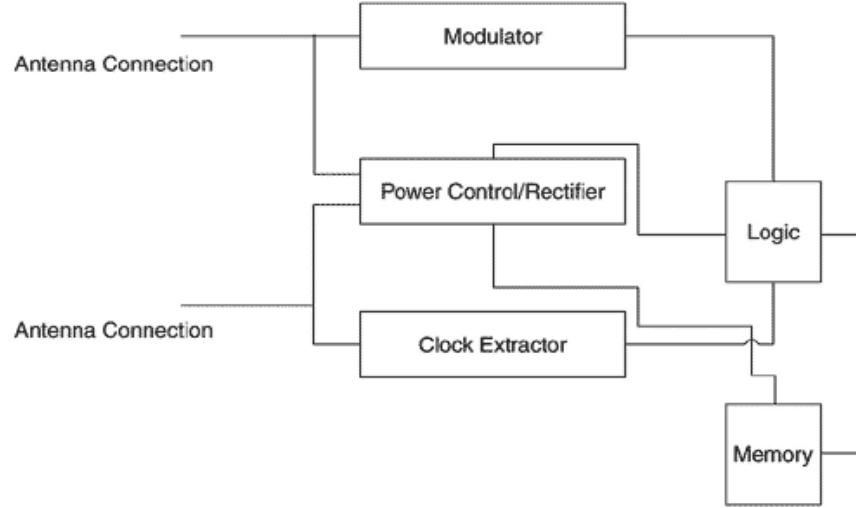 Modulator
Antenna Connection
Power Control/Rectifier
Logic
Antenna Connection
Clock Extractor
Memory